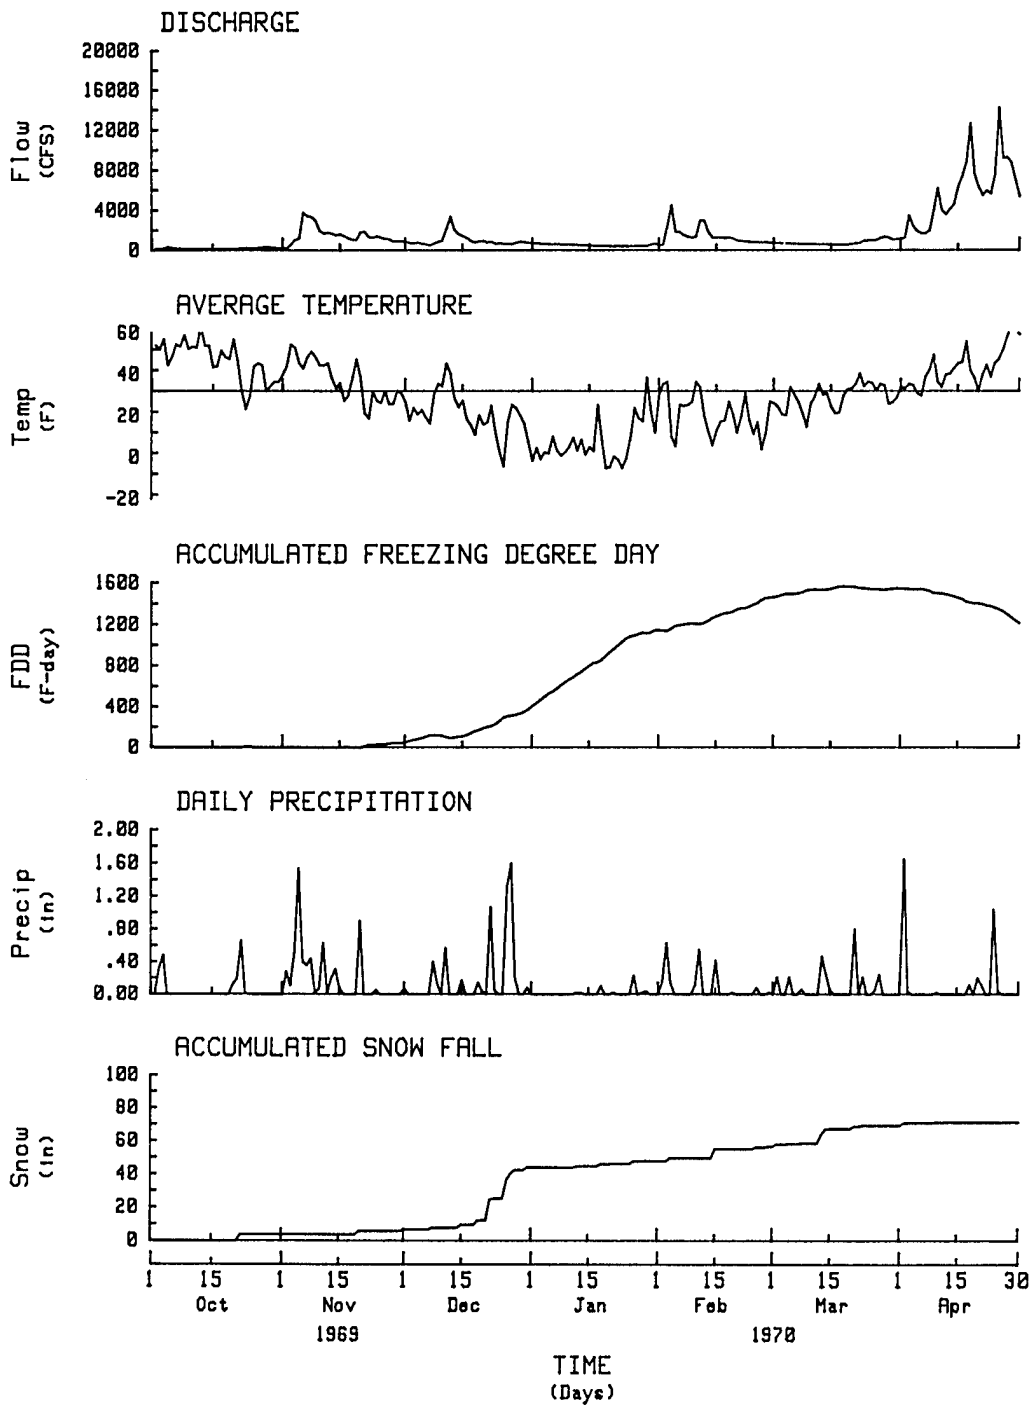 DISCHARGE
20000
16000
12000
8000
4000
0
Flow
(CFS)
AVERAGE TEMPERATURE
60
40
20
0
-20
Temp
(F)
ACCUMULATED FREEZING DEGREE DAY
1600
1200
800
400
0
FDD
(F-day)
DAILY PRECIPITATION
2.00
1.60
1.20
.80
.40
0.00
Precip
(in)
ACCUMULATED SNOW FALL
100
80
60
40
20
0
Snow
(in)
1 15 1 15 1 15 1 15 1 15 1 15 1 15 30
Oct Nov Dec Jan Feb Mar Apr
1969 1970
TIME
(Days)